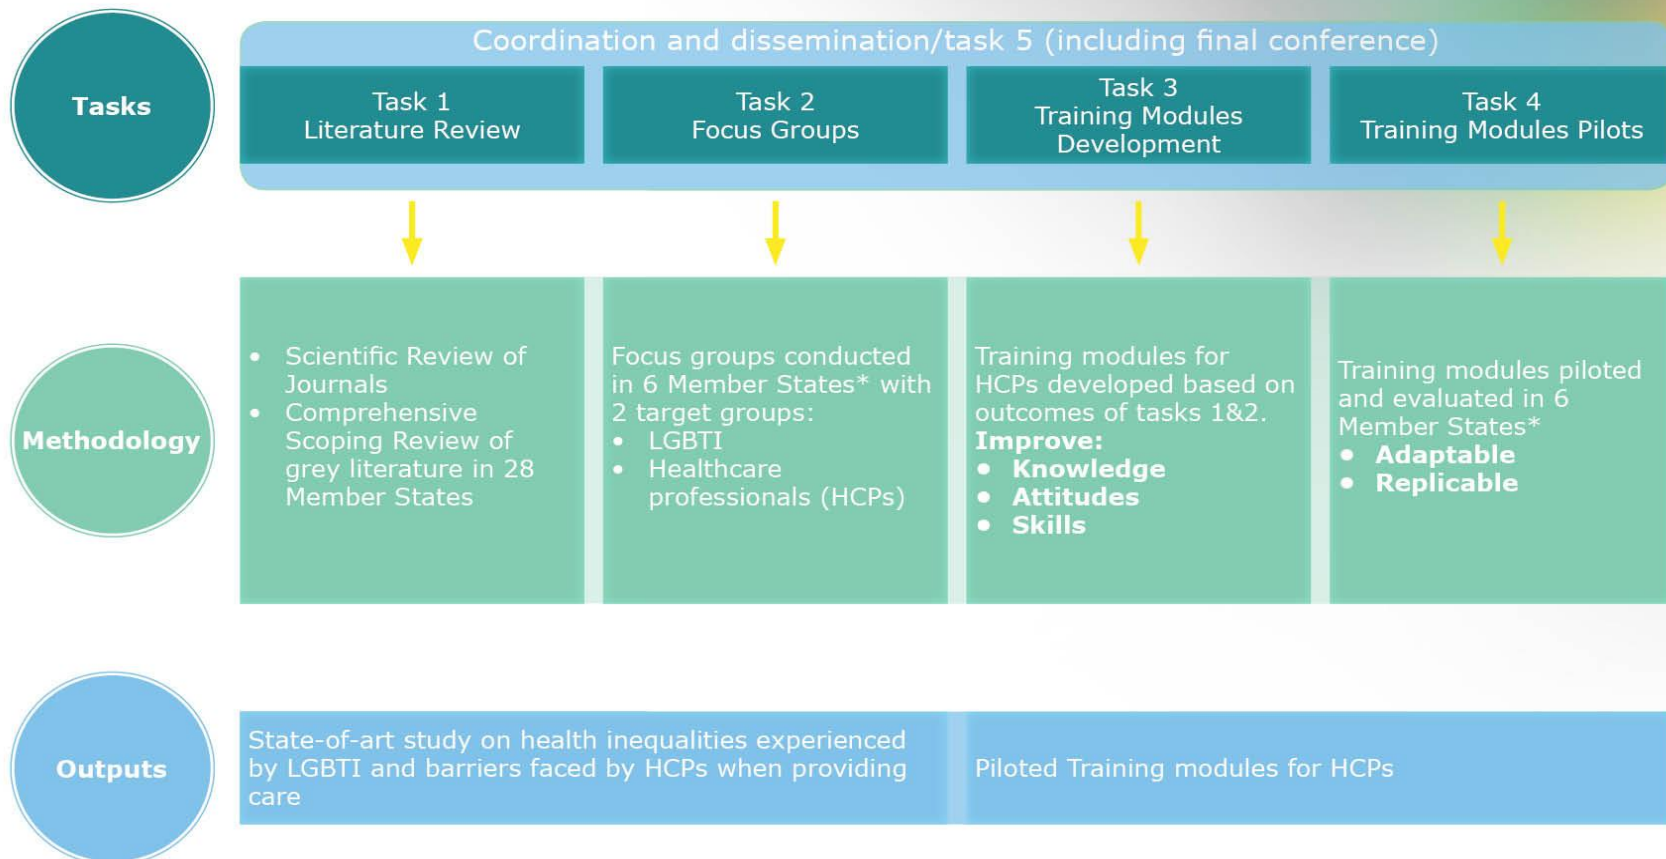 Tasks
Coordination and dissemination/task 5 (including final conference)
Task 1
Literature Review
Task 2
Focus Groups
Task 3
Training Modules
Development
Task 4
Training Modules Pilots
Methodology
• Scientific Review of
Journals
• Comprehensive
Scoping Review of
grey literature in 28
Member States
Focus groups conducted
in 6 Member States* with
2 target groups:
• LGBTI
• Healthcare
professionals (HCPs)
Training modules for
HCPs developed based on
outcomes of tasks 1&2.
Improve:
• Knowledge
• Attitudes
• Skills
Training modules piloted
and evaluated in 6
Member States*
• Adaptable
• Replicable
Outputs
State-of-art study on health inequalities experienced
by LGBTI and barriers faced by HCPs when providing
care
Piloted Training modules for HCPs